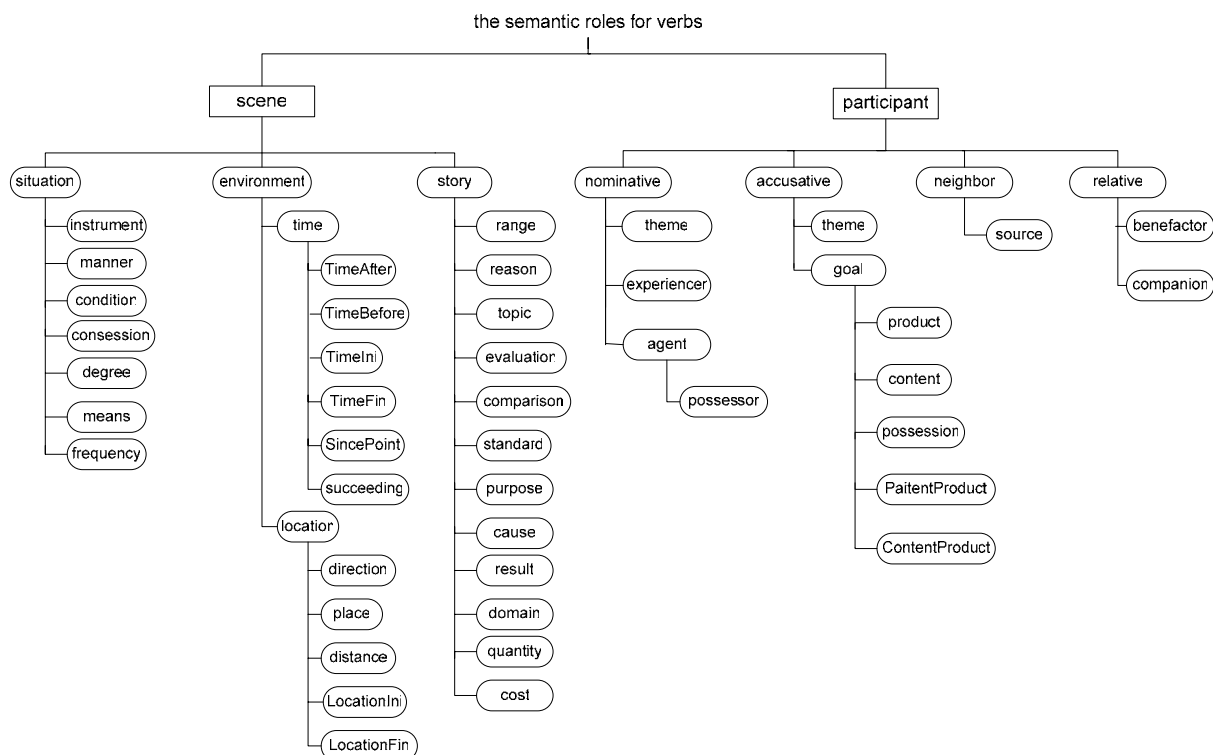 the semantic roles for verbs
scene
participant
situation
environment
story
nominative
accusative
neighbor
relative
instrument
manner
condition
consession
degree
means
frequency
time
TimeAfter
TimeBefore
TimeIni
TimeFin
SincePoint
succeeding
location
direction
place
distance
LocationIni
LocationFin
range
reason
topic
evaluation
comparison
standard
purpose
cause
result
domain
quantity
cost
theme
experiencer
agent
possessor
theme
goal
product
content
possession
PaitentProduct
ContentProduct
source
benefactor
companion